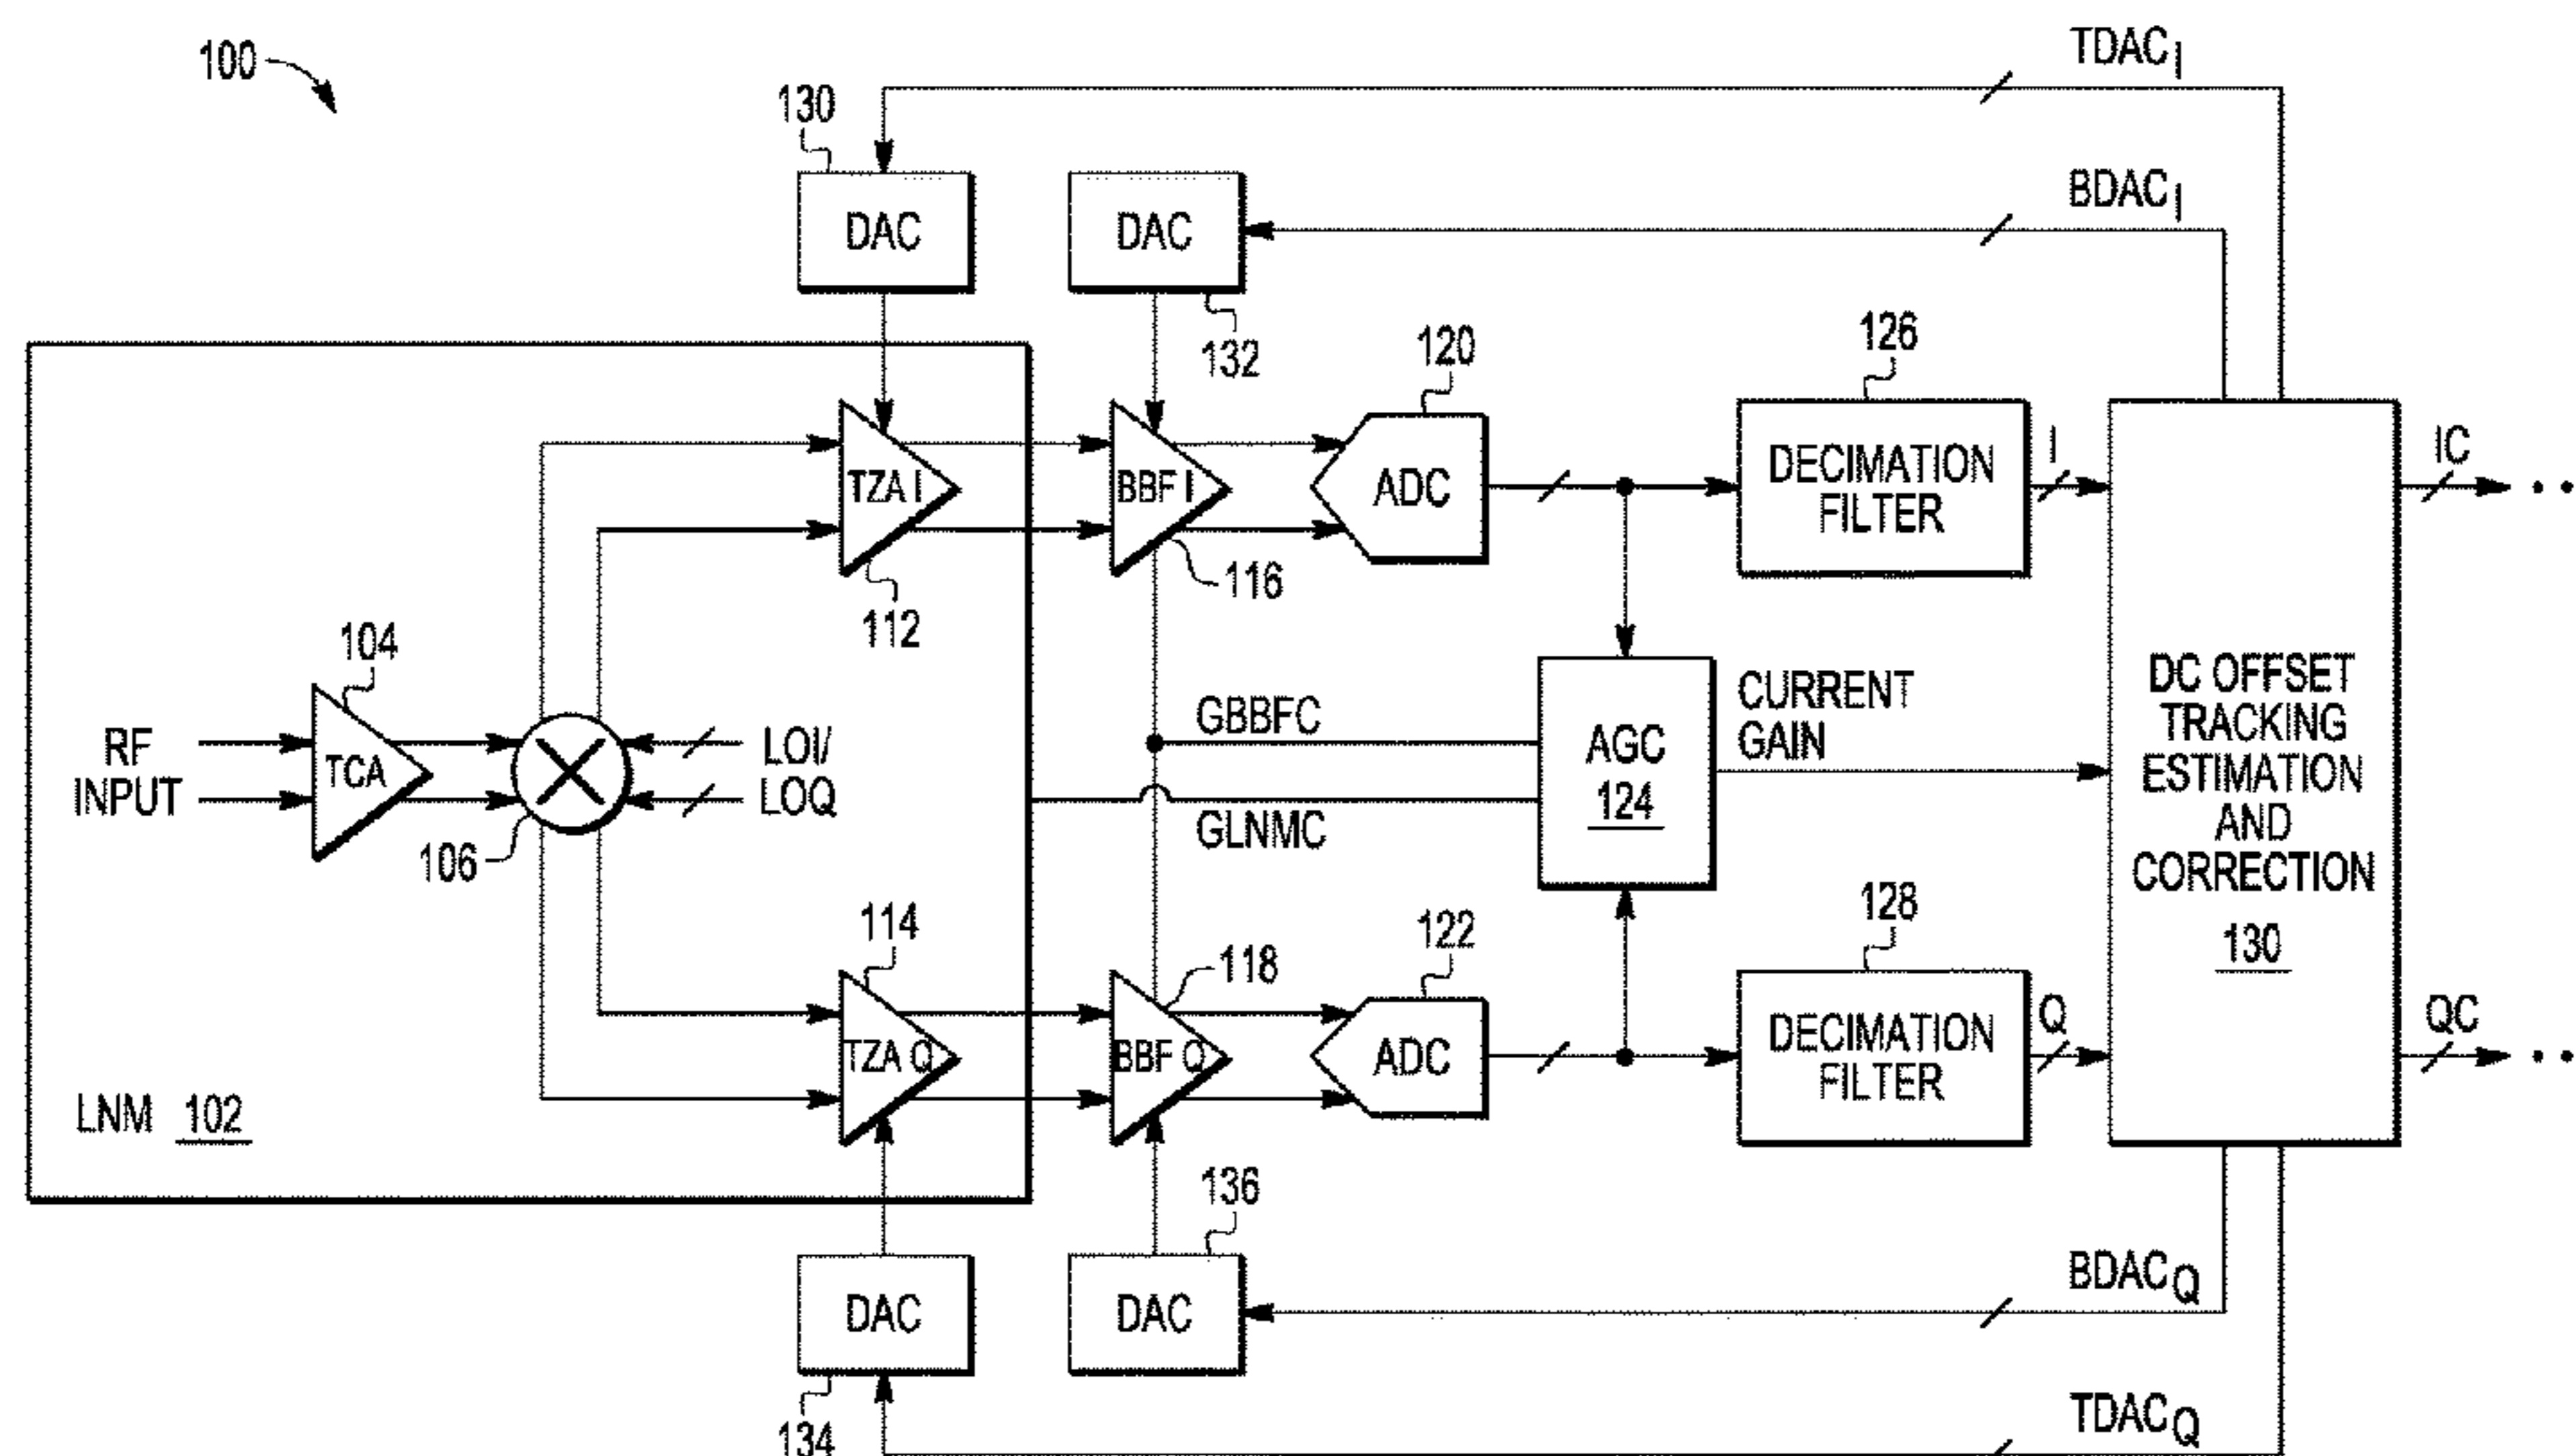 100
TDACI
130
DAC
DAC
BDACI
132
120
126
TZA I
BBF I
ADC
DECIMATION
FILTER
I
IC
112
116
104
RF
INPUT
TCA
LOI/
LOQ
106
GBBFC
GLNMC
AGC
124
CURRENT
GAIN
DC OFFSET
TRACKING
ESTIMATION
AND
CORRECTION
130
114
118
122
128
TZA Q
BBF Q
ADC
DECIMATION
FILTER
Q
QC
LNM 102
136
DAC
DAC
BDACQ
134
TDACQ